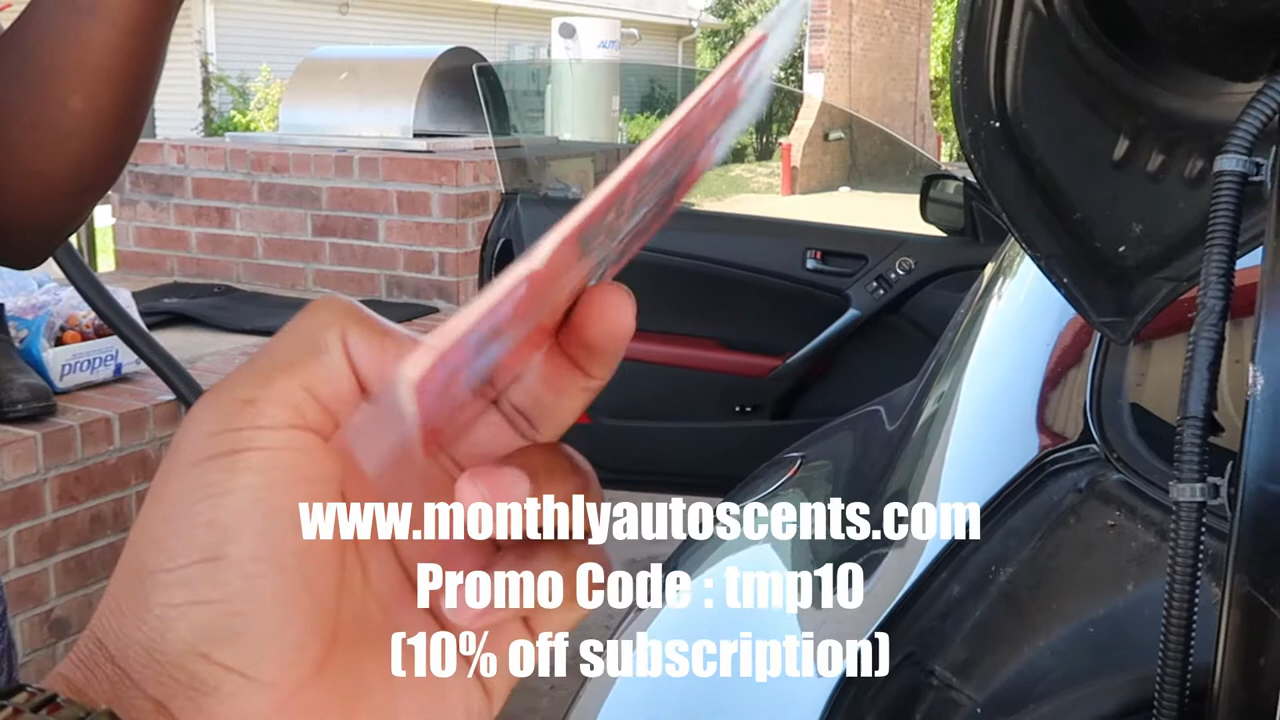 propel
www.monthlyautoscents.com
Promo Code : tmp10
(10% off subscription)